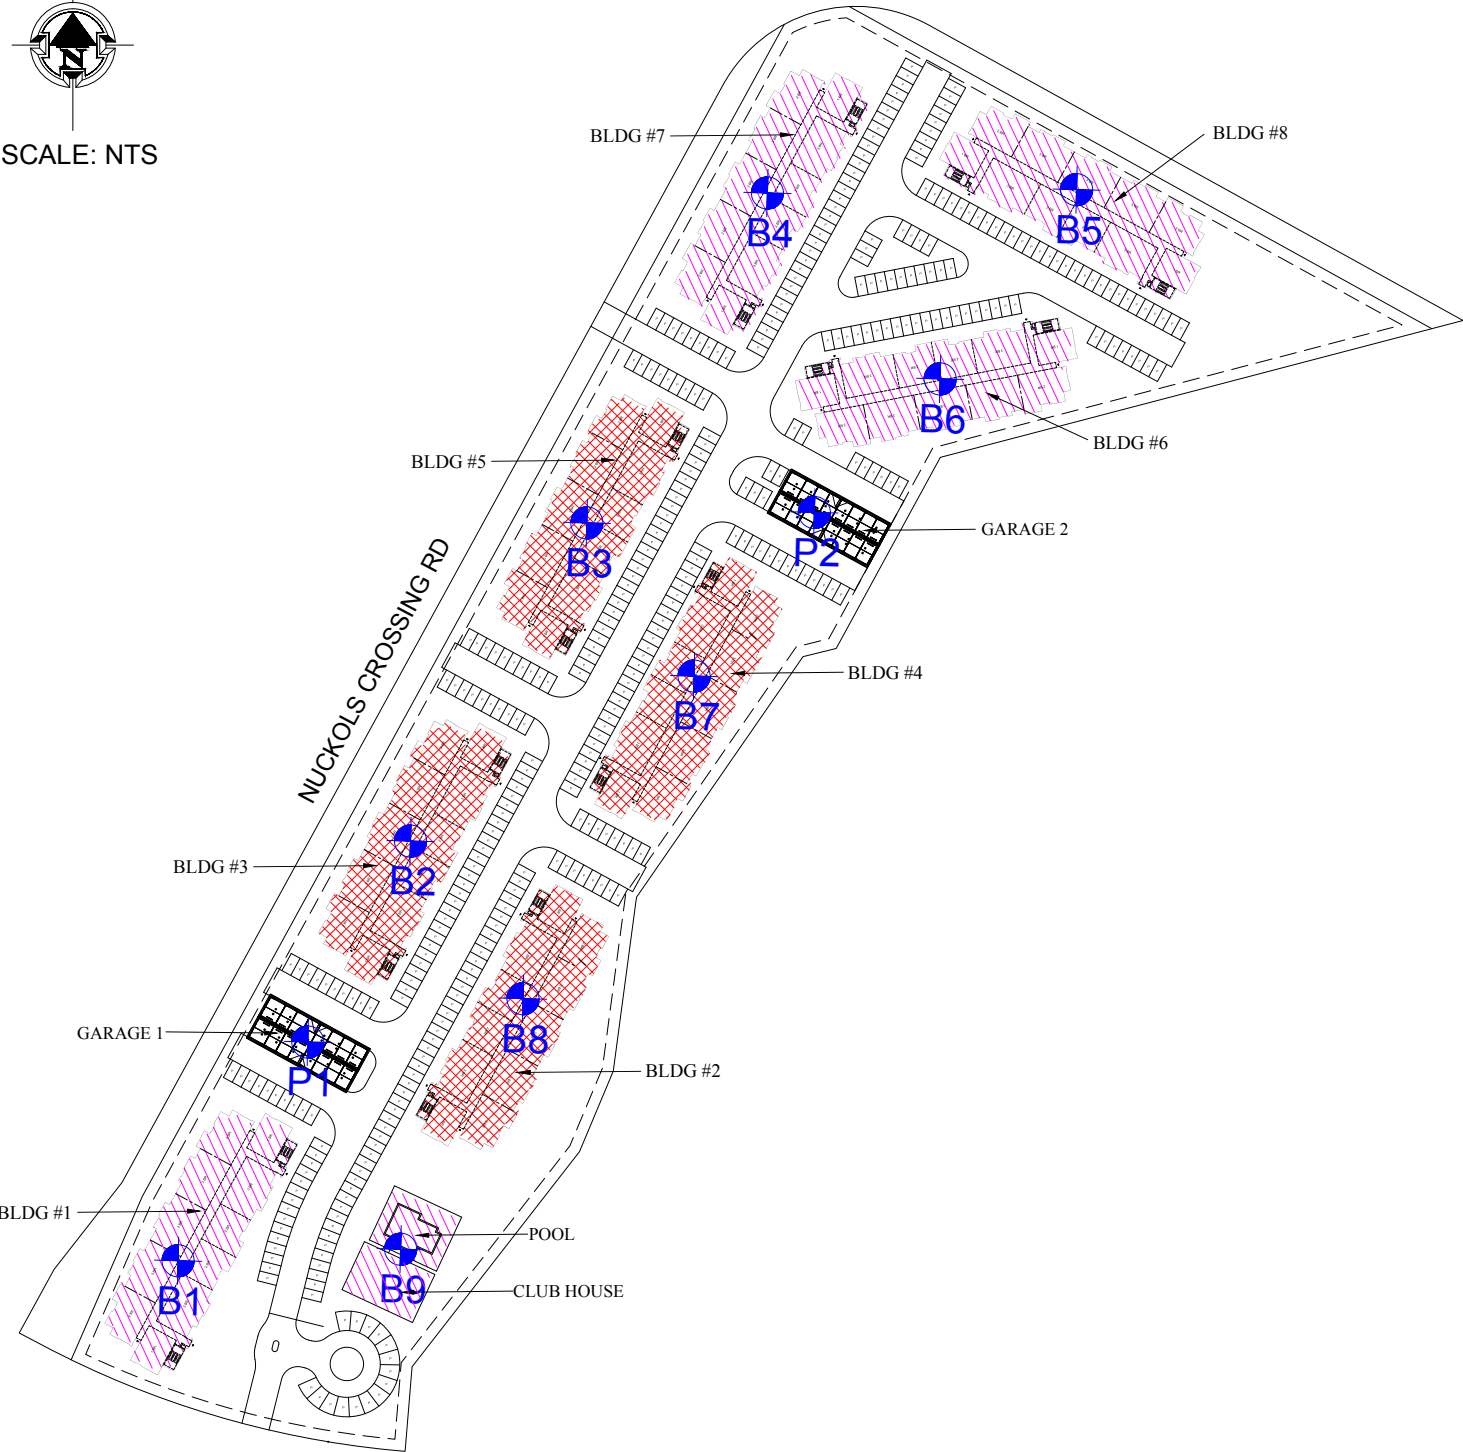 N
SCALE: NTS
BLDG #7
BLDG #8
B4
B5
BLDG #6
B6
BLDG #5
GARAGE 2
P2
B3
NUCKOLS CROSSING RD
BLDG #4
B7
BLDG #3
B2
GARAGE 1
P1
B8
BLDG #2
BLDG #1
POOL
B9
CLUB HOUSE
B1